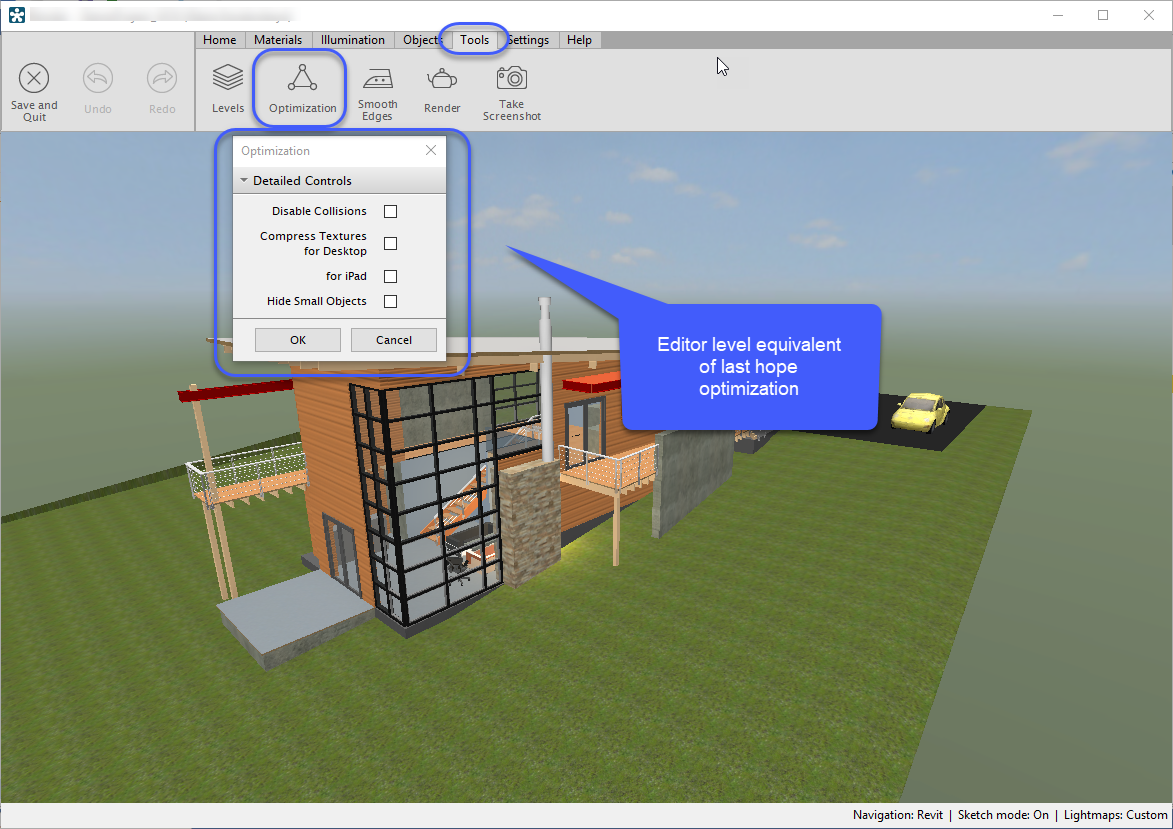 Home Materials Illumination Objects Tools Settings Help
Save and
Quit
Undo
Redo
Levels
Optimization
Smooth
Edges
Render
Take
Screenshot
Optimization
Detailed Controls
Disable Collisions
Compress Textures
for Desktop
for iPad
Hide Small Objects
OK Cancel
Editor level equivalent
of last hope
optimization
Navigation: Revit | Sketch mode: On | Lightmaps: Custom